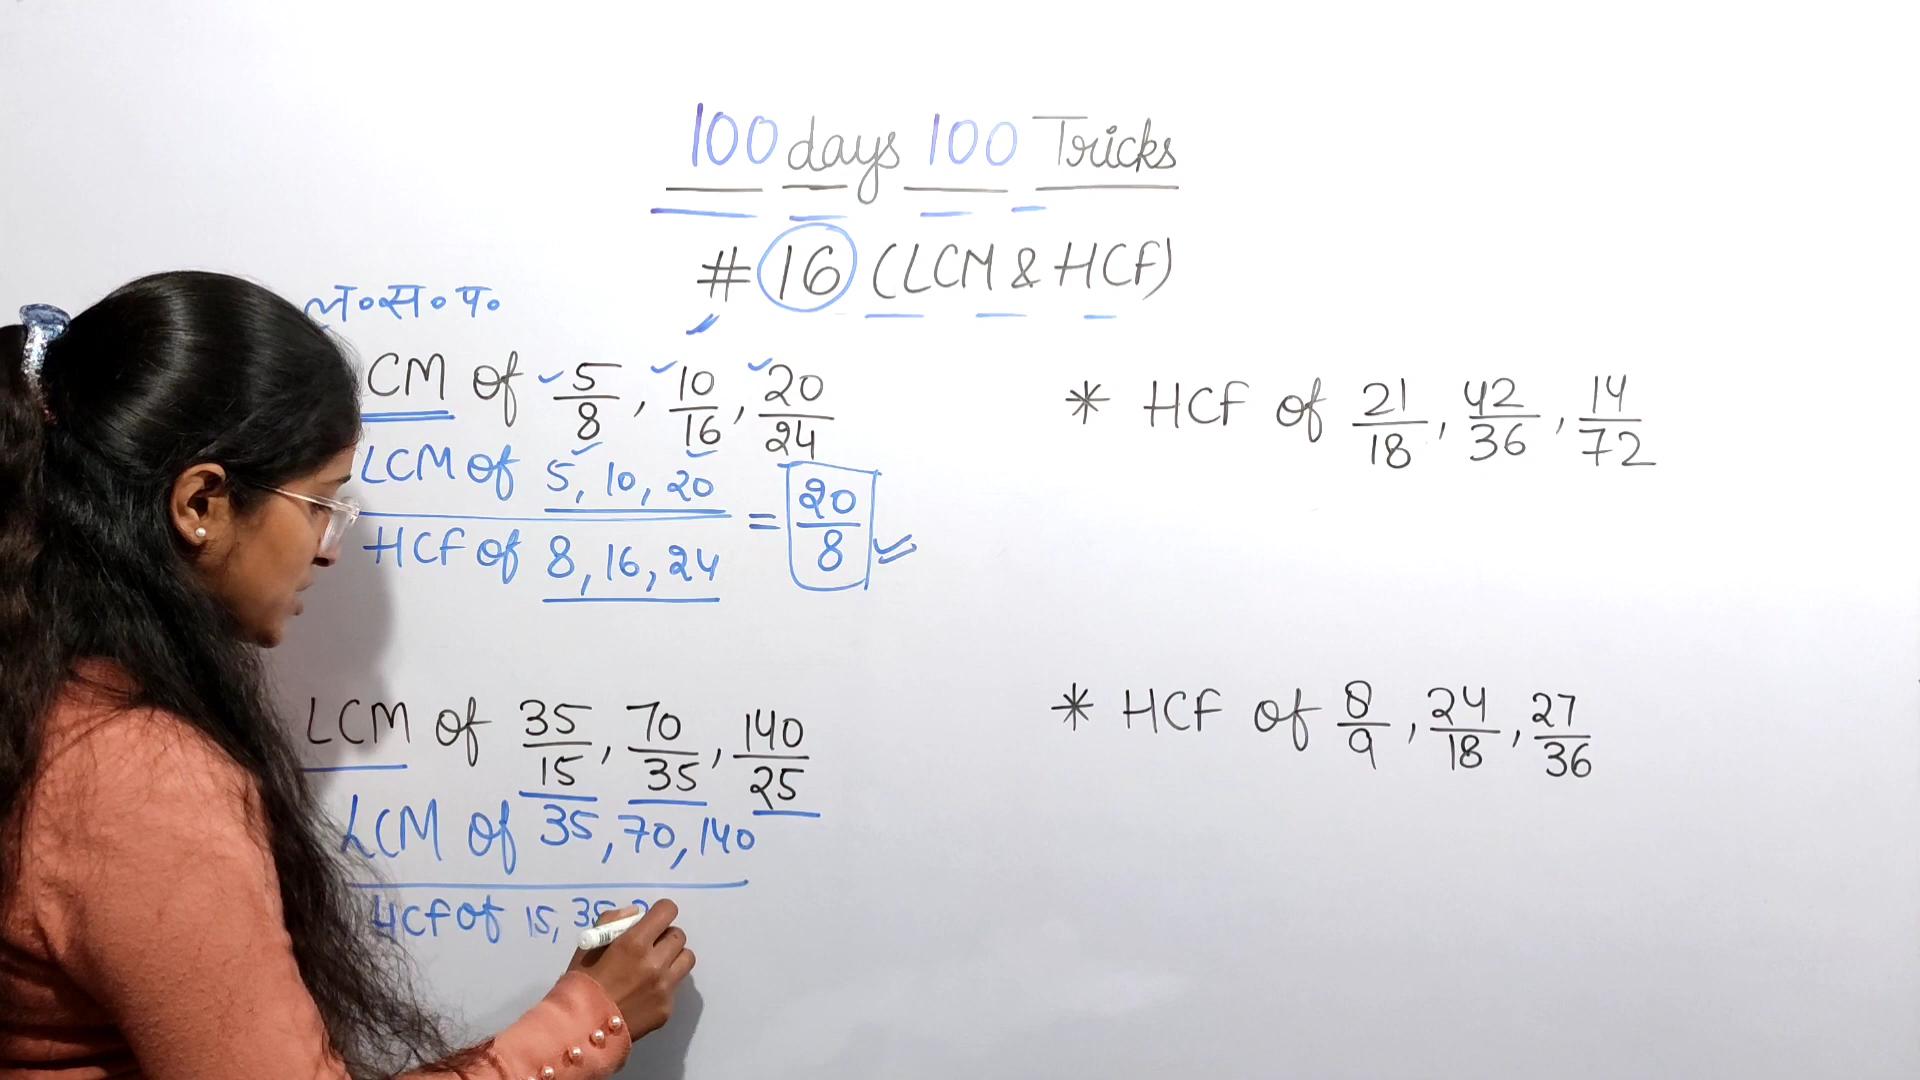 100 days 100 Tricks
# 16 (LCM & HCF)
ल॰स॰प॰
CM of 5/8, 10/16, 20/24
LCM of 5, 10, 20 / HCF of 8, 16, 24 = 20/8
LCM of 35/15, 70/35, 140/25
LCM of 35, 70, 140
HCF of 15, 35,
* HCF of 21/18, 42/36, 14/72
* HCF of 8/9, 24/18, 27/36